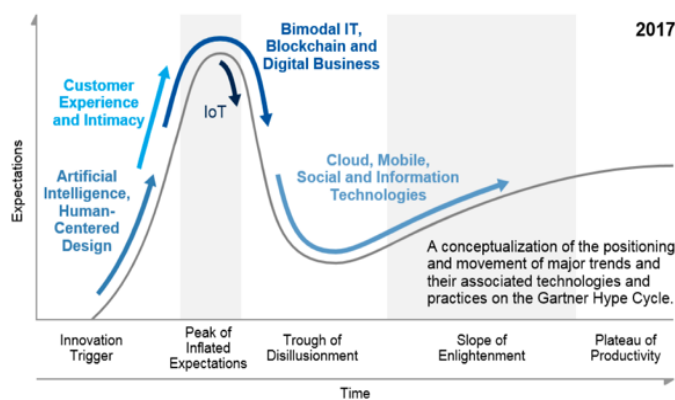 2017
Bimodal IT,
Blockchain and
Digital Business
Customer
Experience
and Intimacy
IoT
Artificial
Intelligence,
Human-
Centered
Design
Cloud, Mobile,
Social and Information
Technologies
Expectations
A conceptualization of the positioning
and movement of major trends and
their associated technologies and
practices on the Gartner Hype Cycle.
Innovation
Trigger
Peak of
Inflated
Expectations
Trough of
Disillusionment
Slope of
Enlightenment
Plateau of
Productivity
Time